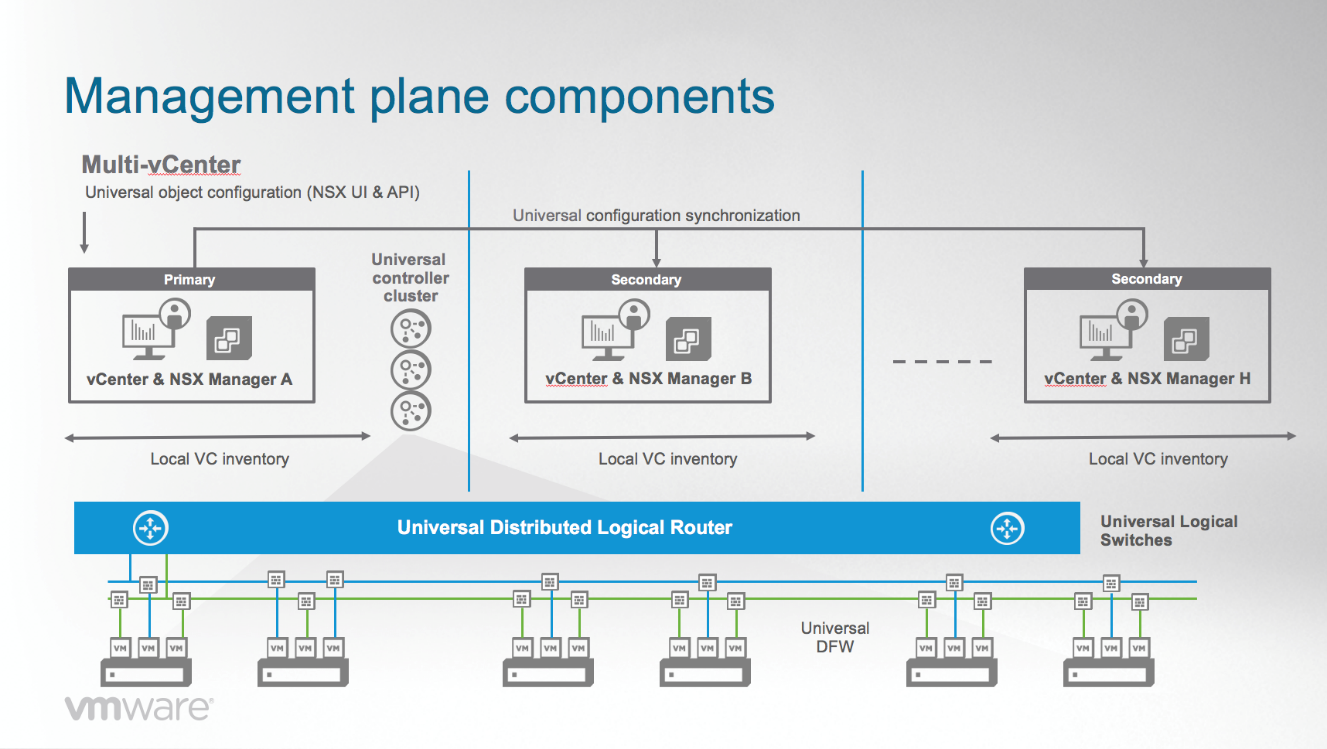 Management plane components
Multi-vCenter
Universal object configuration (NSX UI & API)
Universal configuration synchronization
Primary
vCenter & NSX Manager A
Universal
controller
cluster
Secondary
vCenter & NSX Manager B
Secondary
vCenter & NSX Manager H
Local VC inventory
Local VC inventory
Local VC inventory
Universal Distributed Logical Router
Universal Logical
Switches
Universal
DFW
VM VM VM
VM VM VM
VM VM VM
VM VM VM
VM VM VM
VM VM VM
vmware®